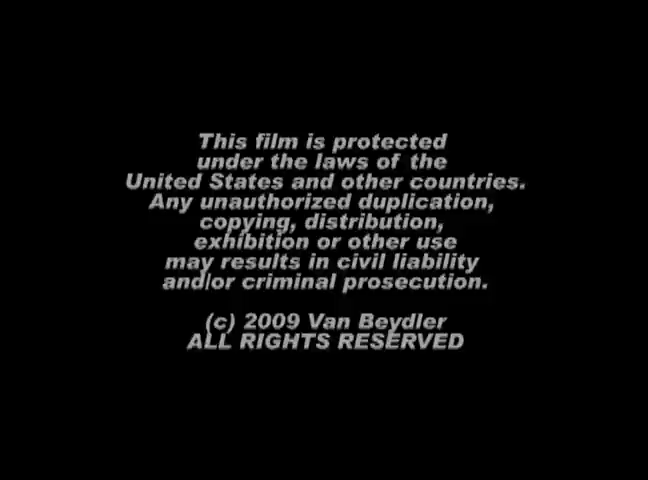 This film is protected
under the laws of the
United States and other countries.
Any unauthorized duplication,
copying, distribution,
exhibition or other use
may results in civil liability
and/or criminal prosecution.
(c) 2009 Van Beydler
ALL RIGHTS RESERVED